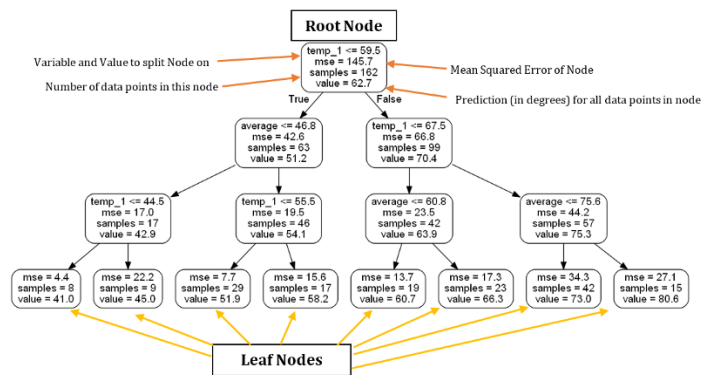 Root Node
Variable and Value to split Node on
Number of data points in this node
temp_1 <= 59.5
mse = 145.7
samples = 162
value = 62.7
Mean Squared Error of Node
Prediction (in degrees) for all data points in node
True
False
average <= 46.8
mse = 42.6
samples = 63
value = 51.2
temp_1 <= 67.5
mse = 66.8
samples = 99
value = 70.4
temp_1 <= 44.5
mse = 17.0
samples = 17
value = 42.9
temp_1 <= 55.5
mse = 19.5
samples = 46
value = 54.1
average <= 60.8
mse = 23.5
samples = 42
value = 63.9
average <= 75.6
mse = 44.2
samples = 57
value = 75.3
mse = 4.4
samples = 8
value = 41.0
mse = 22.2
samples = 9
value = 45.0
mse = 7.7
samples = 29
value = 51.9
mse = 15.6
samples = 17
value = 58.2
mse = 13.7
samples = 19
value = 60.7
mse = 17.3
samples = 23
value = 66.3
mse = 34.3
samples = 42
value = 73.0
mse = 27.1
samples = 15
value = 80.6
Leaf Nodes